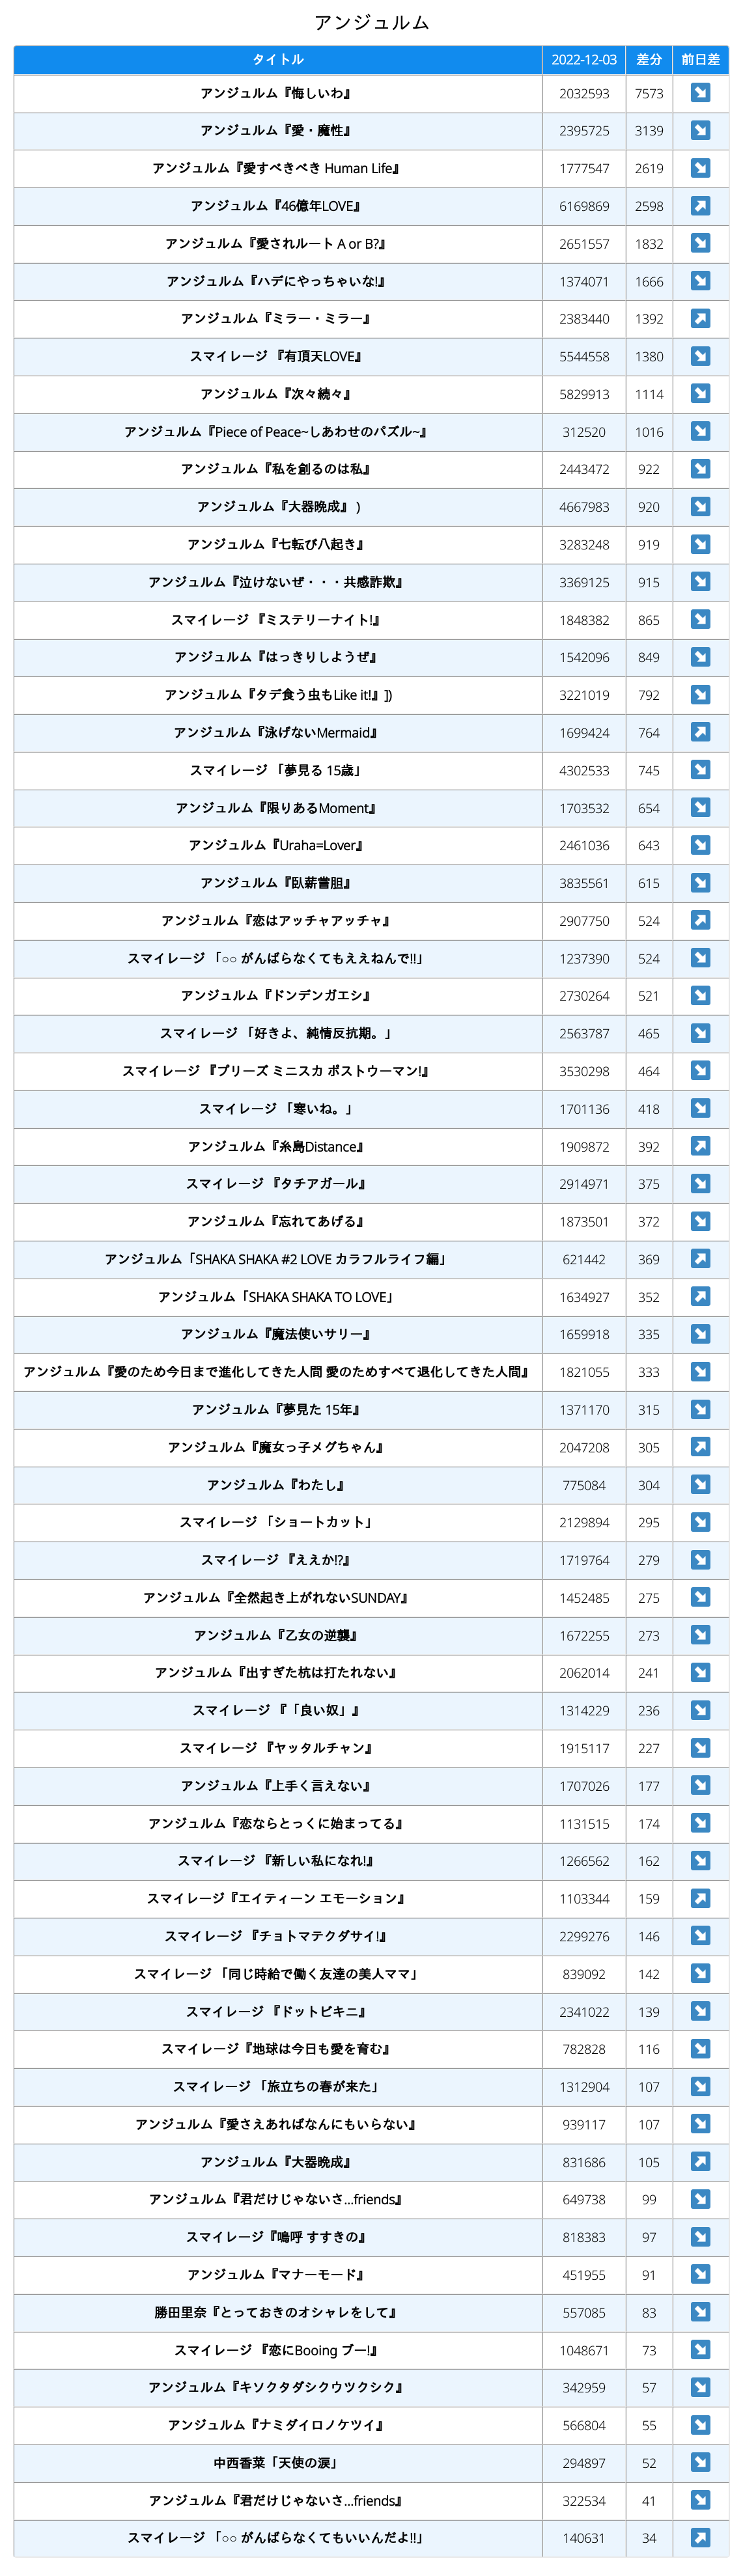 アンジュルム
タイトル 2022-12-03 差分 前日差
アンジュルム『悔しいわ』 2032593 7573 ↘
アンジュルム『愛・魔性』 2395725 3139 ↘
アンジュルム『愛すべきべき Human Life』 1777547 2619 ↘
アンジュルム『46億年LOVE』 6169869 2598 ↗
アンジュルム『愛されルート A or B?』 2651557 1832 ↘
アンジュルム『ハデにやっちゃいな!』 1374071 1666 ↘
アンジュルム『ミラー・ミラー』 2383440 1392 ↗
スマイレージ 『有頂天LOVE』 5544558 1380 ↘
アンジュルム『次々続々』 5829913 1114 ↘
アンジュルム『Piece of Peace~しあわせのパズル~』 312520 1016 ↘
アンジュルム『私を創るのは私』 2443472 922 ↘
アンジュルム『大器晩成』 ) 4667983 920 ↘
アンジュルム『七転び八起き』 3283248 919 ↘
アンジュルム『泣けないぜ・・・共感詐欺』 3369125 915 ↘
スマイレージ 『ミステリーナイト!』 1848382 865 ↘
アンジュルム『はっきりしようぜ』 1542096 849 ↘
アンジュルム『タデ食う虫もLike it!』]) 3221019 792 ↘
アンジュルム『泳げないMermaid』 1699424 764 ↗
スマイレージ 「夢見る 15歳」 4302533 745 ↘
アンジュルム『限りあるMoment』 1703532 654 ↘
アンジュルム『Uraha=Lover』 2461036 643 ↘
アンジュルム『臥薪嘗胆』 3835561 615 ↘
アンジュルム『恋はアッチャアッチャ』 2907750 524 ↗
スマイレージ 「○○ がんばらなくてもええねんで!!」 1237390 524 ↘
アンジュルム『ドンデンガエシ』 2730264 521 ↘
スマイレージ 「好きよ、純情反抗期。」 2563787 465 ↘
スマイレージ 『プリーズ ミニスカ ポストウーマン!』 3530298 464 ↘
スマイレージ 「寒いね。」 1701136 418 ↘
アンジュルム『糸島Distance』 1909872 392 ↗
スマイレージ 『タチアガール』 2914971 375 ↘
アンジュルム『忘れてあげる』 1873501 372 ↘
アンジュルム「SHAKA SHAKA #2 LOVE カラフルライフ編」 621442 369 ↗
アンジュルム「SHAKA SHAKA TO LOVE」 1634927 352 ↗
アンジュルム『魔法使いサリー』 1659918 335 ↘
アンジュルム『愛のため今日まで進化してきた人間 愛のためすべて退化してきた人間』 1821055 333 ↘
アンジュルム『夢見た 15年』 1371170 315 ↘
アンジュルム『魔女っ子メグちゃん』 2047208 305 ↗
アンジュルム『わたし』 775084 304 ↘
スマイレージ 「ショートカット」 2129894 295 ↘
スマイレージ 『ええか!?』 1719764 279 ↘
アンジュルム『全然起き上がれないSUNDAY』 1452485 275 ↘
アンジュルム『乙女の逆襲』 1672255 273 ↘
アンジュルム『出すぎた杭は打たれない』 2062014 241 ↘
スマイレージ 『「良い奴」』 1314229 236 ↘
スマイレージ 『ヤッタルチャン』 1915117 227 ↘
アンジュルム『上手く言えない』 1707026 177 ↘
アンジュルム『恋ならとっくに始まってる』 1131515 174 ↘
スマイレージ 『新しい私になれ!』 1266562 162 ↘
スマイレージ『エイティーン エモーション』 1103344 159 ↗
スマイレージ 『チョトマテクダサイ!』 2299276 146 ↘
スマイレージ 「同じ時給で働く友達の美人ママ」 839092 142 ↘
スマイレージ 『ドットビキニ』 2341022 139 ↘
スマイレージ『地球は今日も愛を育む』 782828 116 ↘
スマイレージ 「旅立ちの春が来た」 1312904 107 ↘
アンジュルム『愛さえあればなんにもいらない』 939117 107 ↘
アンジュルム『大器晩成』 831686 105 ↗
アンジュルム『君だけじゃないさ...friends』 649738 99 ↘
スマイレージ『嗚呼 すすきの』 818383 97 ↘
アンジュルム『マナーモード』 451955 91 ↘
勝田里奈『とっておきのオシャレをして』 557085 83 ↘
スマイレージ 『恋にBooing ブー!』 1048671 73 ↘
アンジュルム『キソクタダシクウツクシク』 342959 57 ↘
アンジュルム『ナミダイロノケツイ』 566804 55 ↘
中西香菜「天使の涙」 294897 52 ↘
アンジュルム『君だけじゃないさ...friends』 322534 41 ↘
スマイレージ 「○○ がんばらなくてもいいんだよ!!」 140631 34 ↗